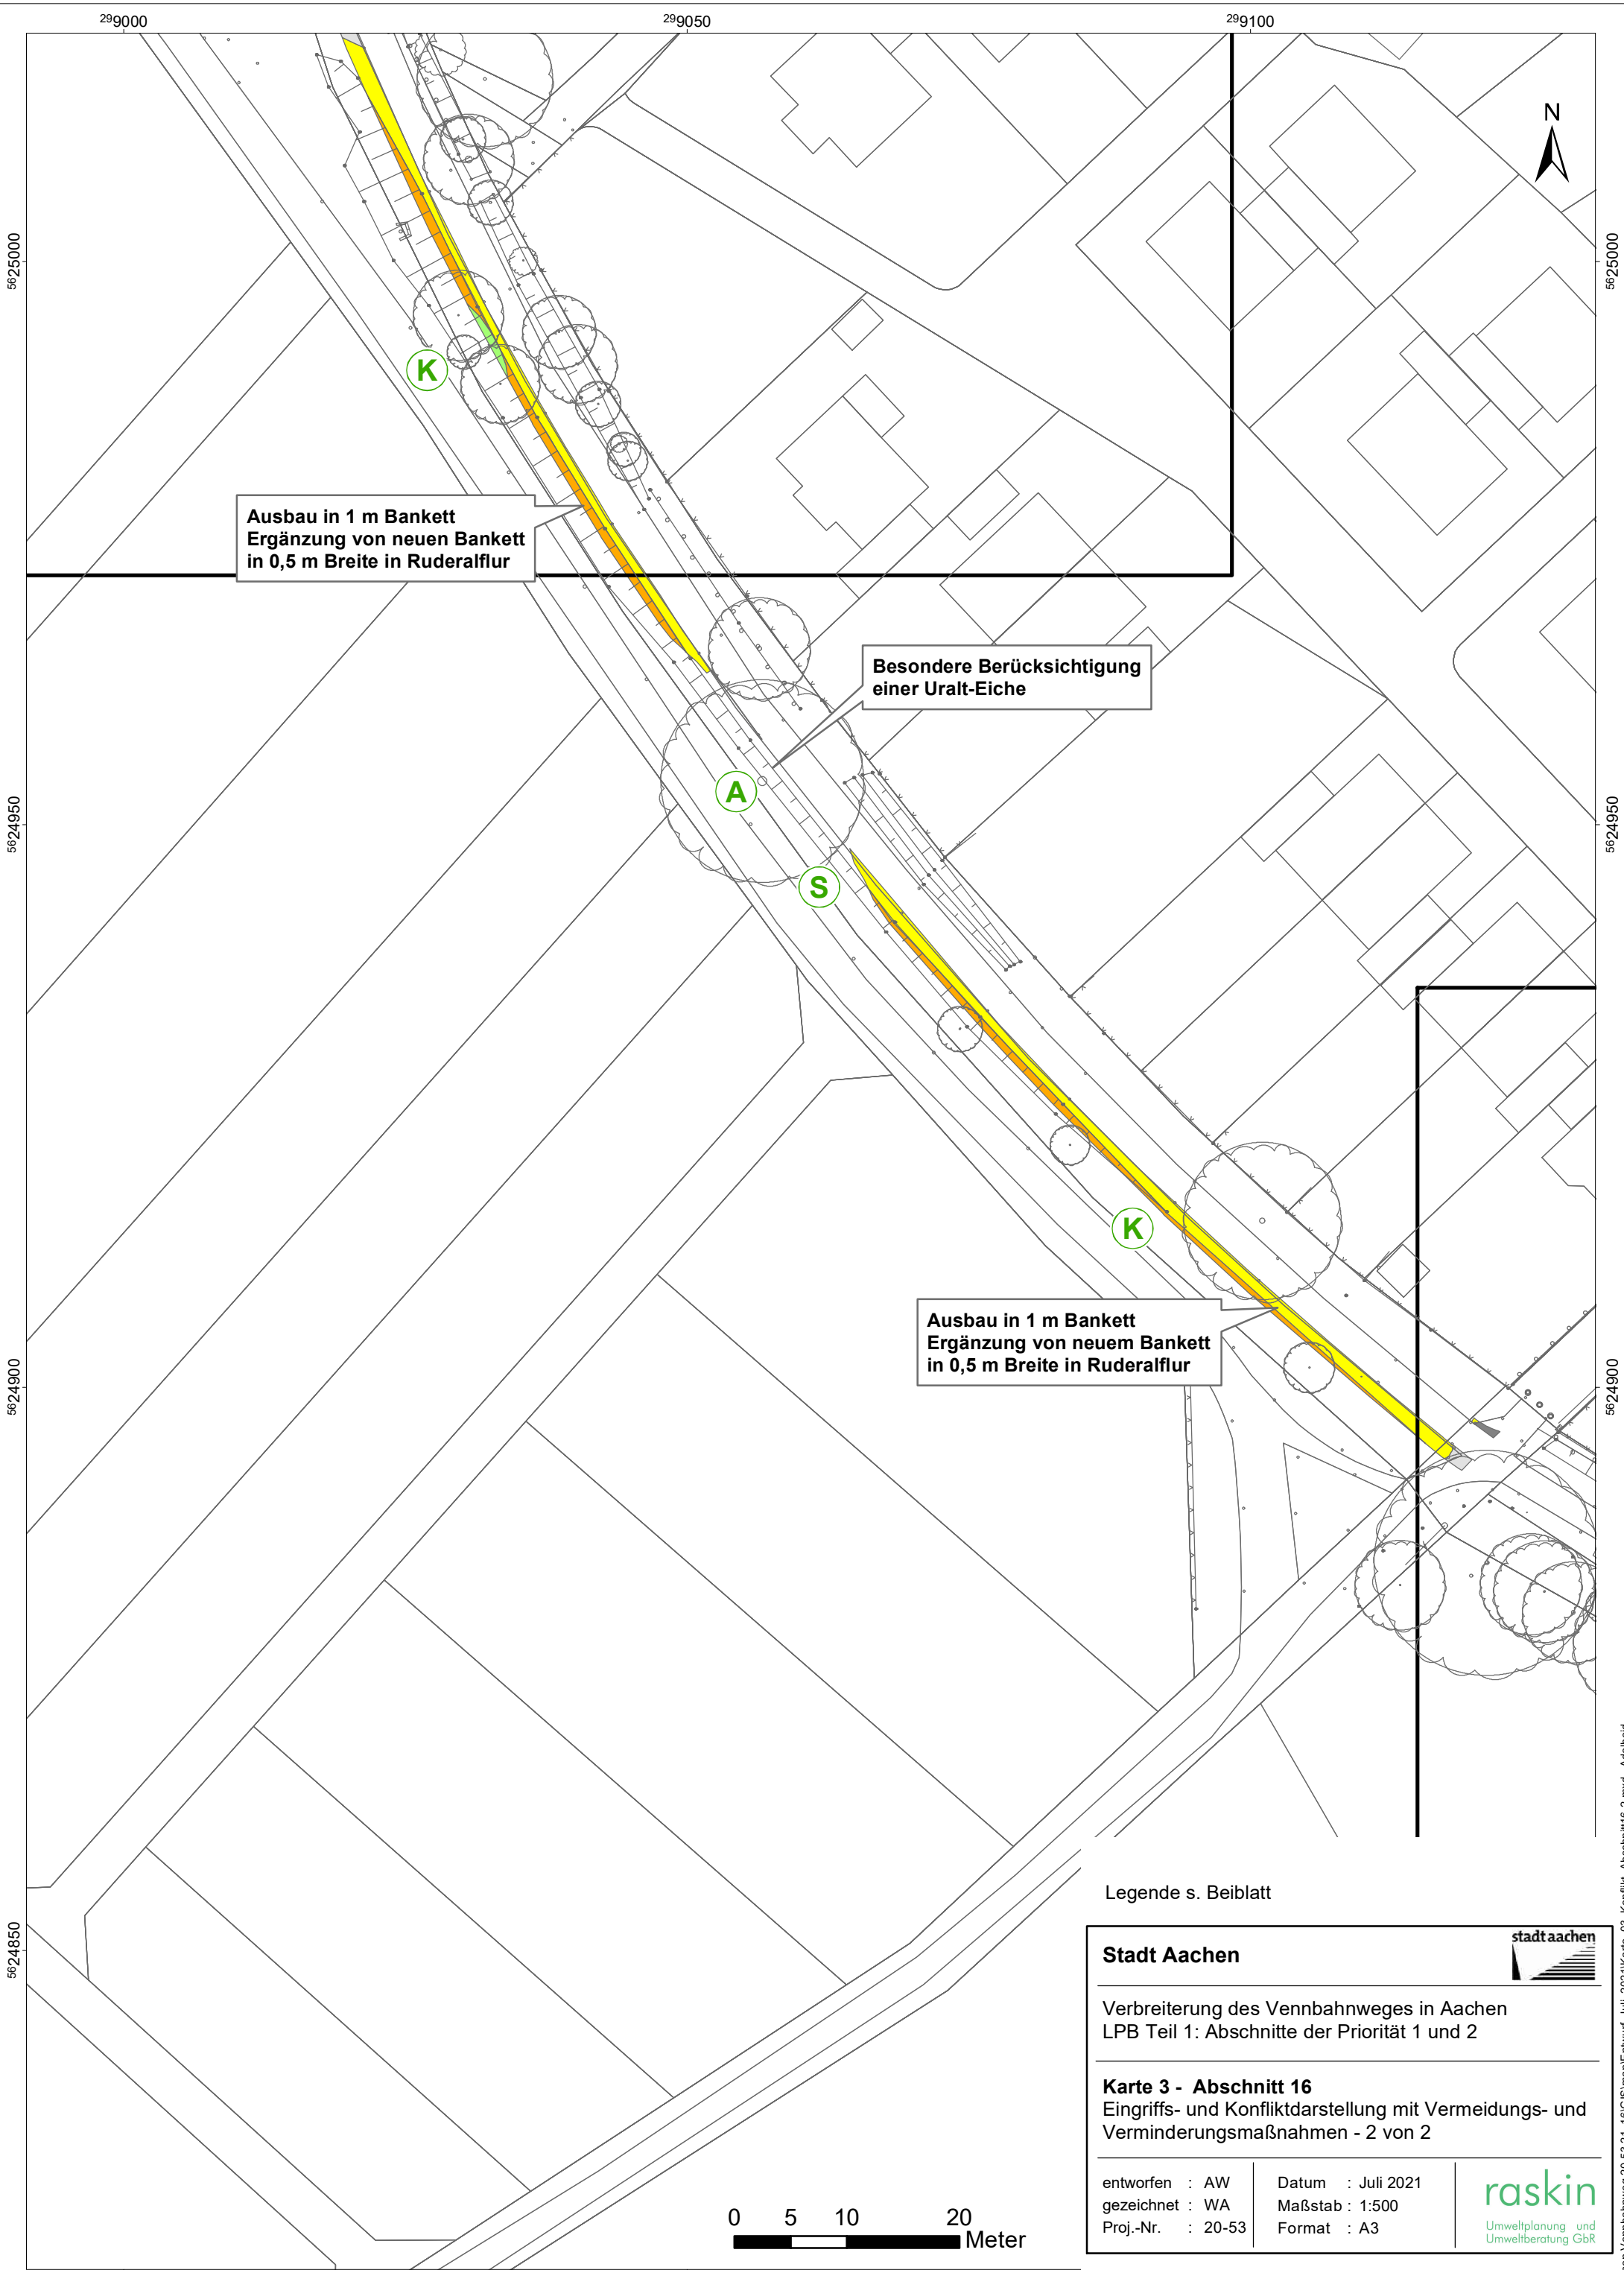 299000
299050
299100
N
5625000
5625000
K
Ausbau in 1 m Bankett
Ergänzung von neuen Bankett
in 0,5 m Breite in Ruderalflur
Besondere Berücksichtigung
einer Uralt-Eiche
A
5624950
5624950
S
K
Ausbau in 1 m Bankett
Ergänzung von neuem Bankett
in 0,5 m Breite in Ruderalflur
5624900
5624900
5624850
Legende s. Beiblatt
Stadt Aachen
stadt aachen
Verbreiterung des Vennbahnweges in Aachen
LPB Teil 1: Abschnitte der Priorität 1 und 2
Karte 3 - Abschnitt 16
Eingriffs- und Konfliktdarstellung mit Vermeidungs- und
Verminderungsmaßnahmen - 2 von 2
entworfen : AW
gezeichnet : WA
Proj.-Nr. : 20-53
Datum : Juli 2021
Maßstab : 1:500
Format : A3
raskin
Umweltplanung und
Umweltberatung GbR
0 5 10 20
Meter